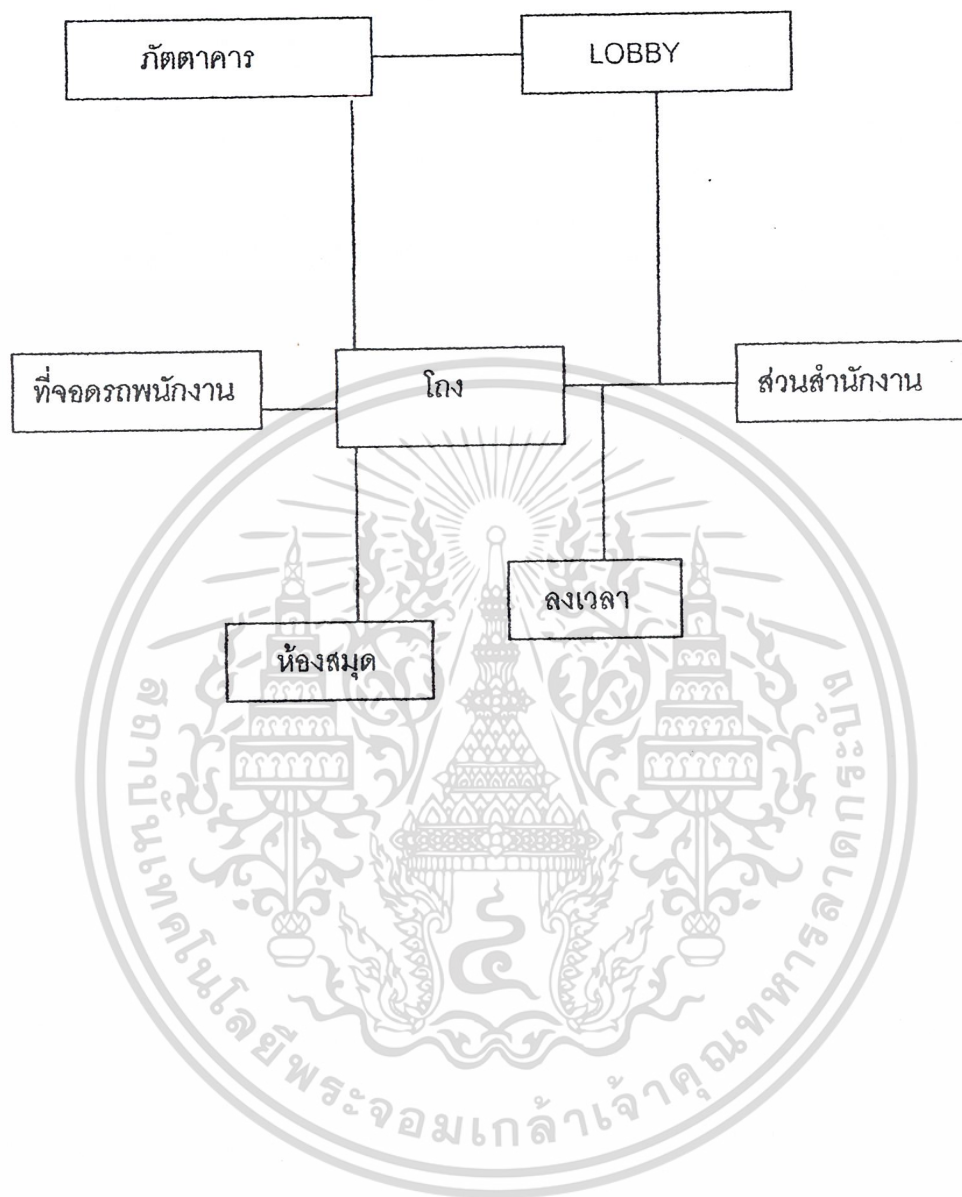 ภัตตาคาร
LOBBY
ที่จอดรถพนักงาน
โถง
ส่วนสำนักงาน
ลงเวลา
ห้องสมุด
สถาบันเทคโนโลยีพระจอมเกล้าเจ้าคุณทหารลาดกระบัง
๔